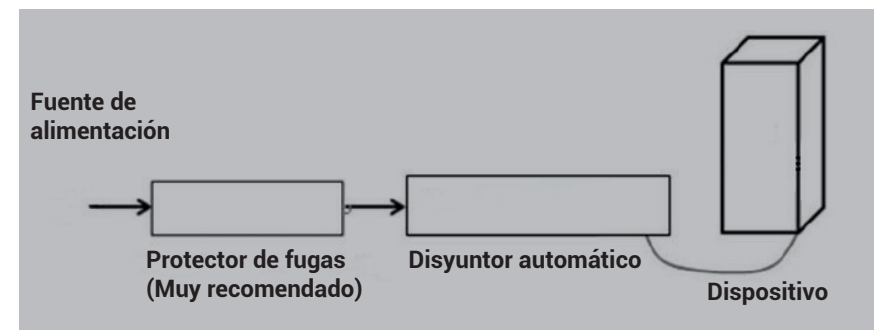 Fuente de
alimentación
Protector de fugas
(Muy recomendado)
Disyuntor automático
Dispositivo